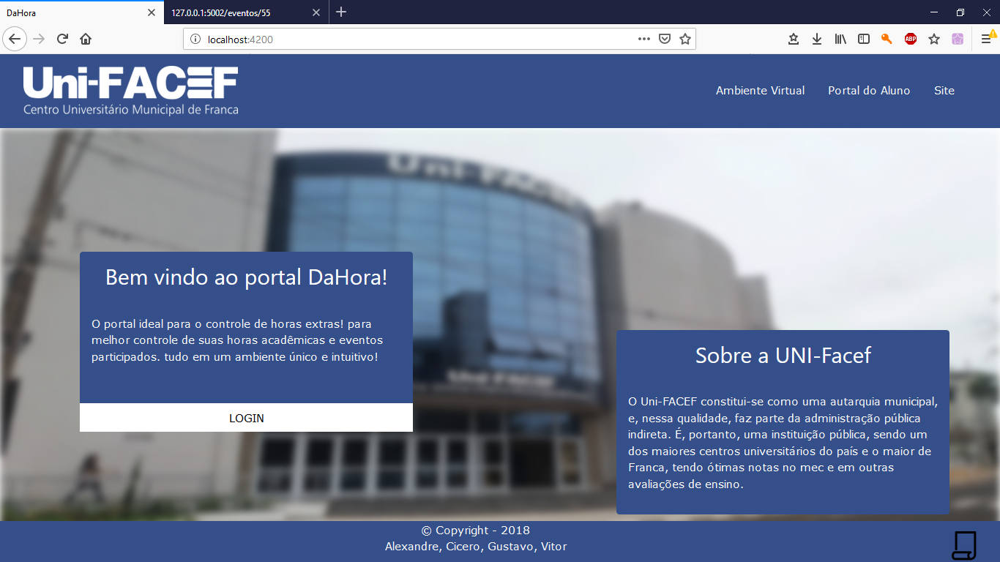 DaHora
127.0.0.1:5002/eventos/55
localhost:4200
ABP
Uni-FACEF
Centro Universitário Municipal de Franca
Ambiente Virtual
Portal do Aluno
Site
Uni-FACEF
Bem vindo ao portal DaHora!
O portal ideal para o controle de horas extras! para
melhor controle de suas horas acadêmicas e eventos
participados. tudo em um ambiente único e intuitivo!
LOGIN
Uni-FACEF
Sobre a UNI-Facef
O Uni-FACEF constitui-se como uma autarquia municipal,
e, nessa qualidade, faz parte da administração pública
indireta. É, portanto, uma instituição pública, sendo um
dos maiores centros universitários do país e o maior de
Franca, tendo ótimas notas no mec e em outras
avaliações de ensino.
© Copyright - 2018
Alexandre, Cicero, Gustavo, Vitor